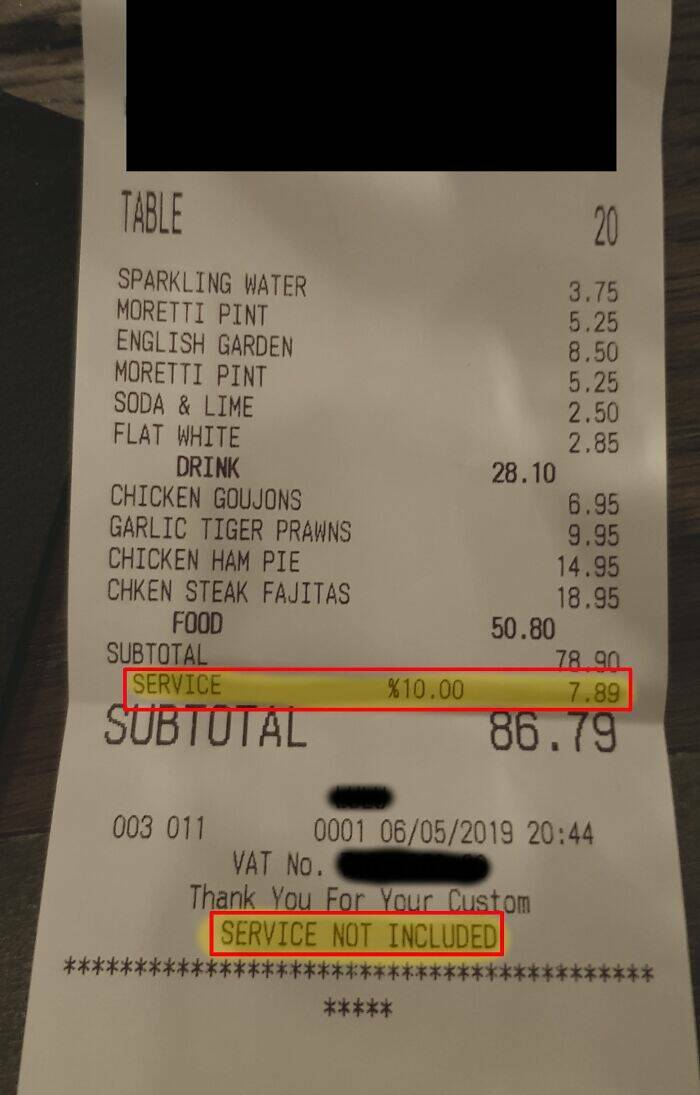 TABLE 20
SPARKLING WATER 3.75
MORETTI PINT 5.25
ENGLISH GARDEN 8.50
MORETTI PINT 5.25
SODA & LIME 2.50
FLAT WHITE 2.85
DRINK 28.10
CHICKEN GOUJONS 6.95
GARLIC TIGER PRAWNS 9.95
CHICKEN HAM PIE 14.95
CHKEN STEAK FAJITAS 18.95
FOOD 50.80
SUBTOTAL 78.90
SERVICE %10.00 7.89
SUBTOTAL 86.79
003 011 0001 06/05/2019 20:44
VAT No.
Thank You For Your Custom
SERVICE NOT INCLUDED
******************************************
*****